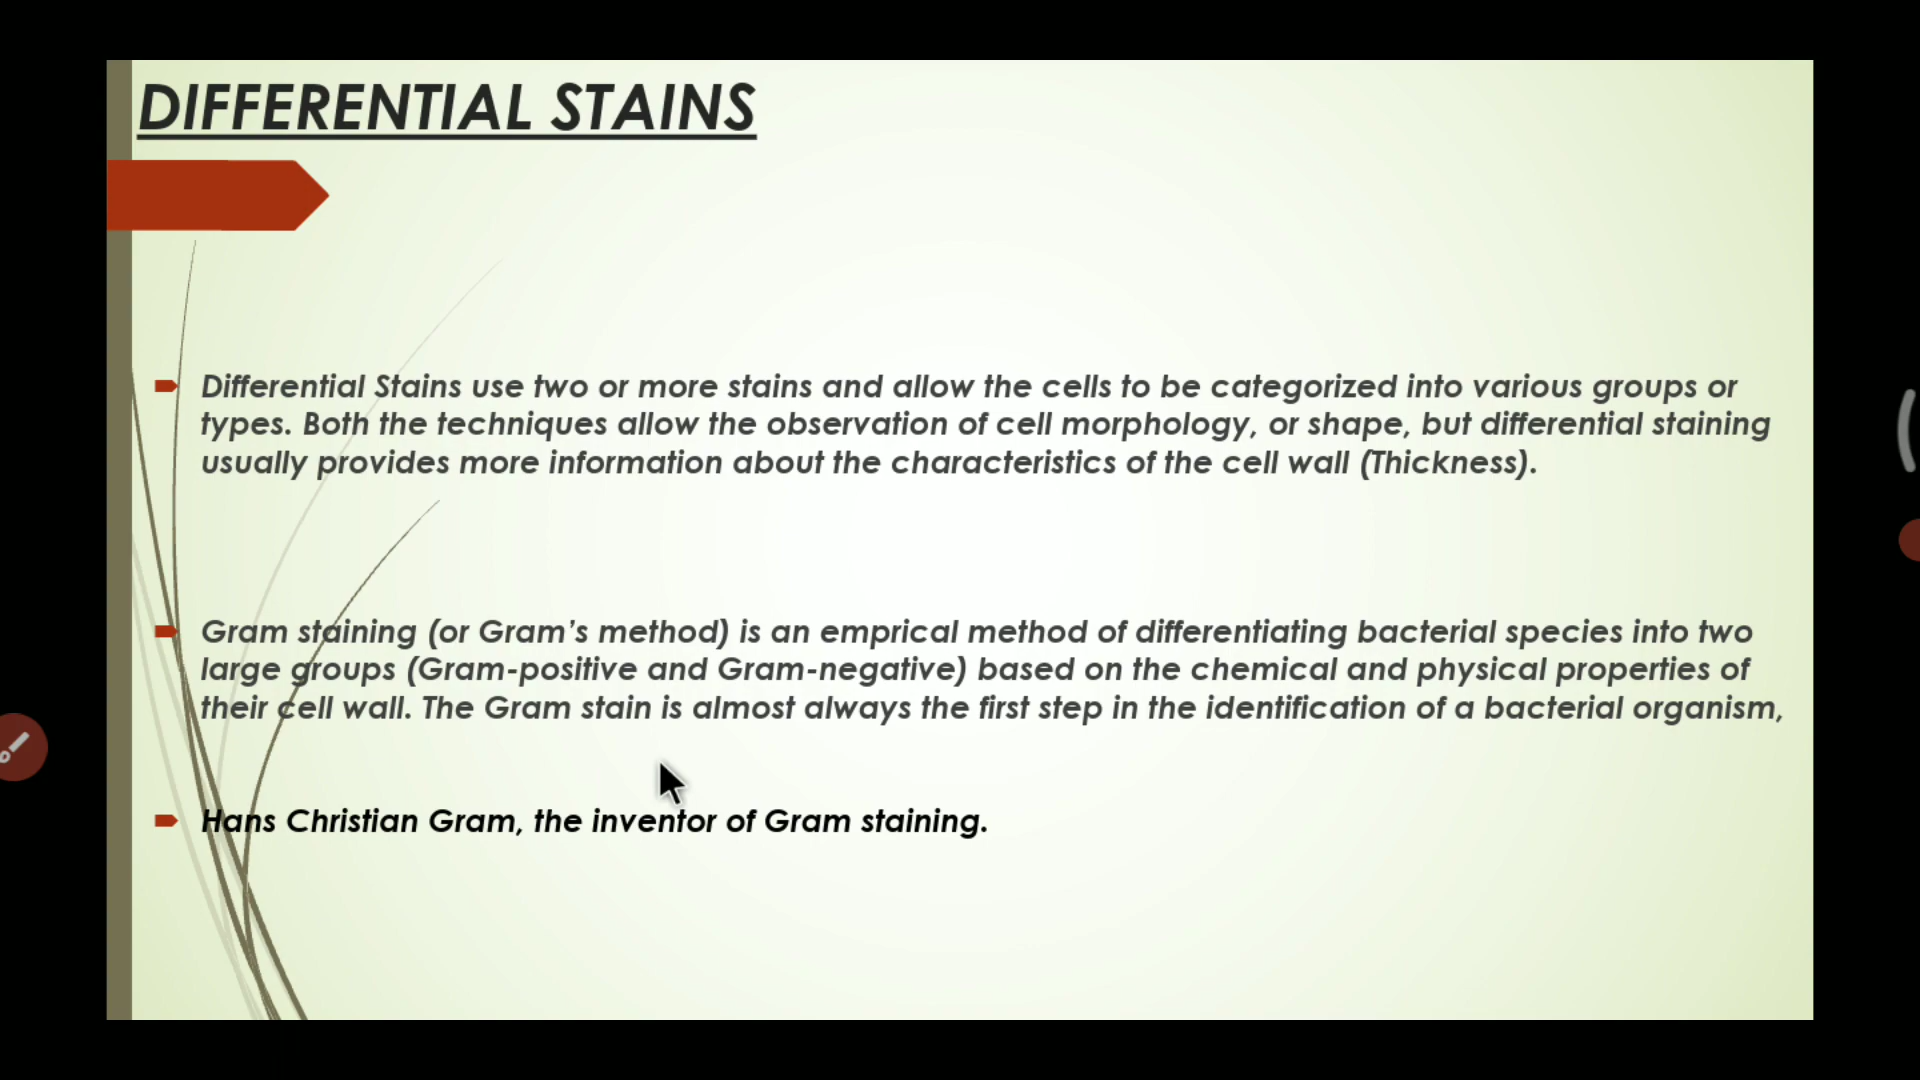 DIFFERENTIAL STAINS
Differential Stains use two or more stains and allow the cells to be categorized into various groups or
types. Both the techniques allow the observation of cell morphology, or shape, but differential staining
usually provides more information about the characteristics of the cell wall (Thickness).
Gram staining (or Gram’s method) is an emprical method of differentiating bacterial species into two
large groups (Gram-positive and Gram-negative) based on the chemical and physical properties of
their cell wall. The Gram stain is almost always the first step in the identification of a bacterial organism,
Hans Christian Gram, the inventor of Gram staining.